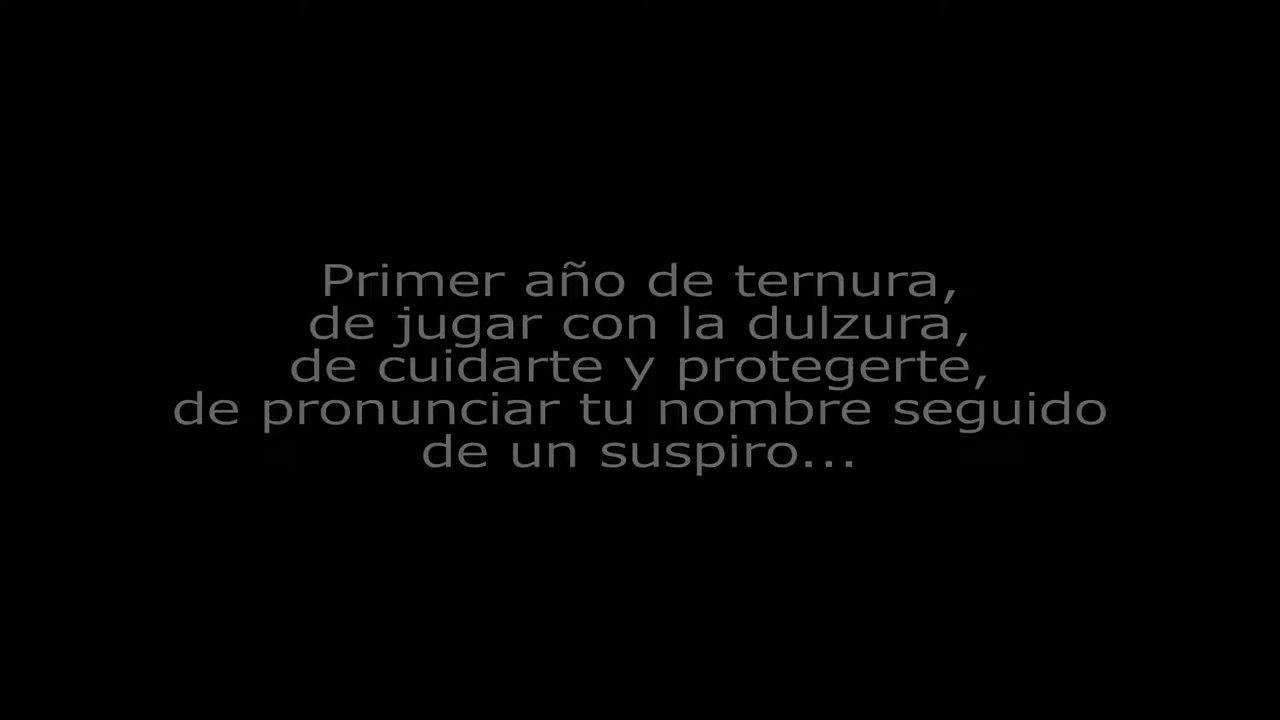 Primer año de ternura,
de jugar con la dulzura,
de cuidarte y protegerte,
de pronunciar tu nombre seguido
de un suspiro...